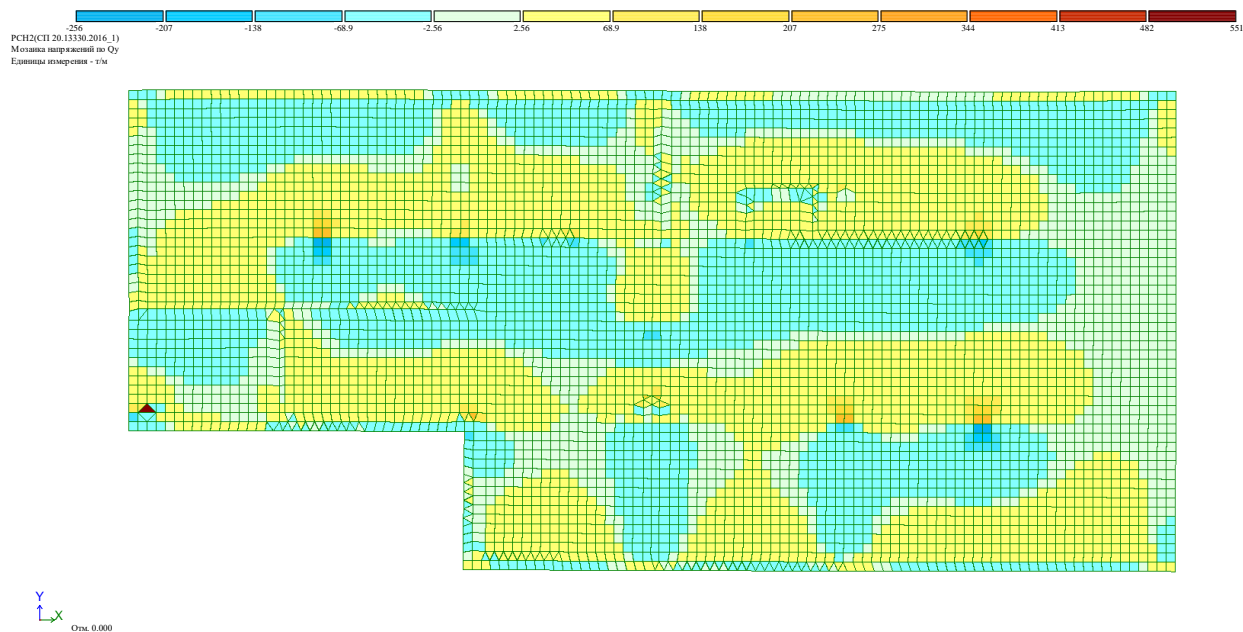 -256 -207 -138 -68.9 -2.56 2.56 68.9 138 207 275 344 413 482 551
РСН2(СП 20.13330.2016_1)
Мозаика напряжений по Qy
Единицы измерения - т/м
Y
X
Отм. 0.000